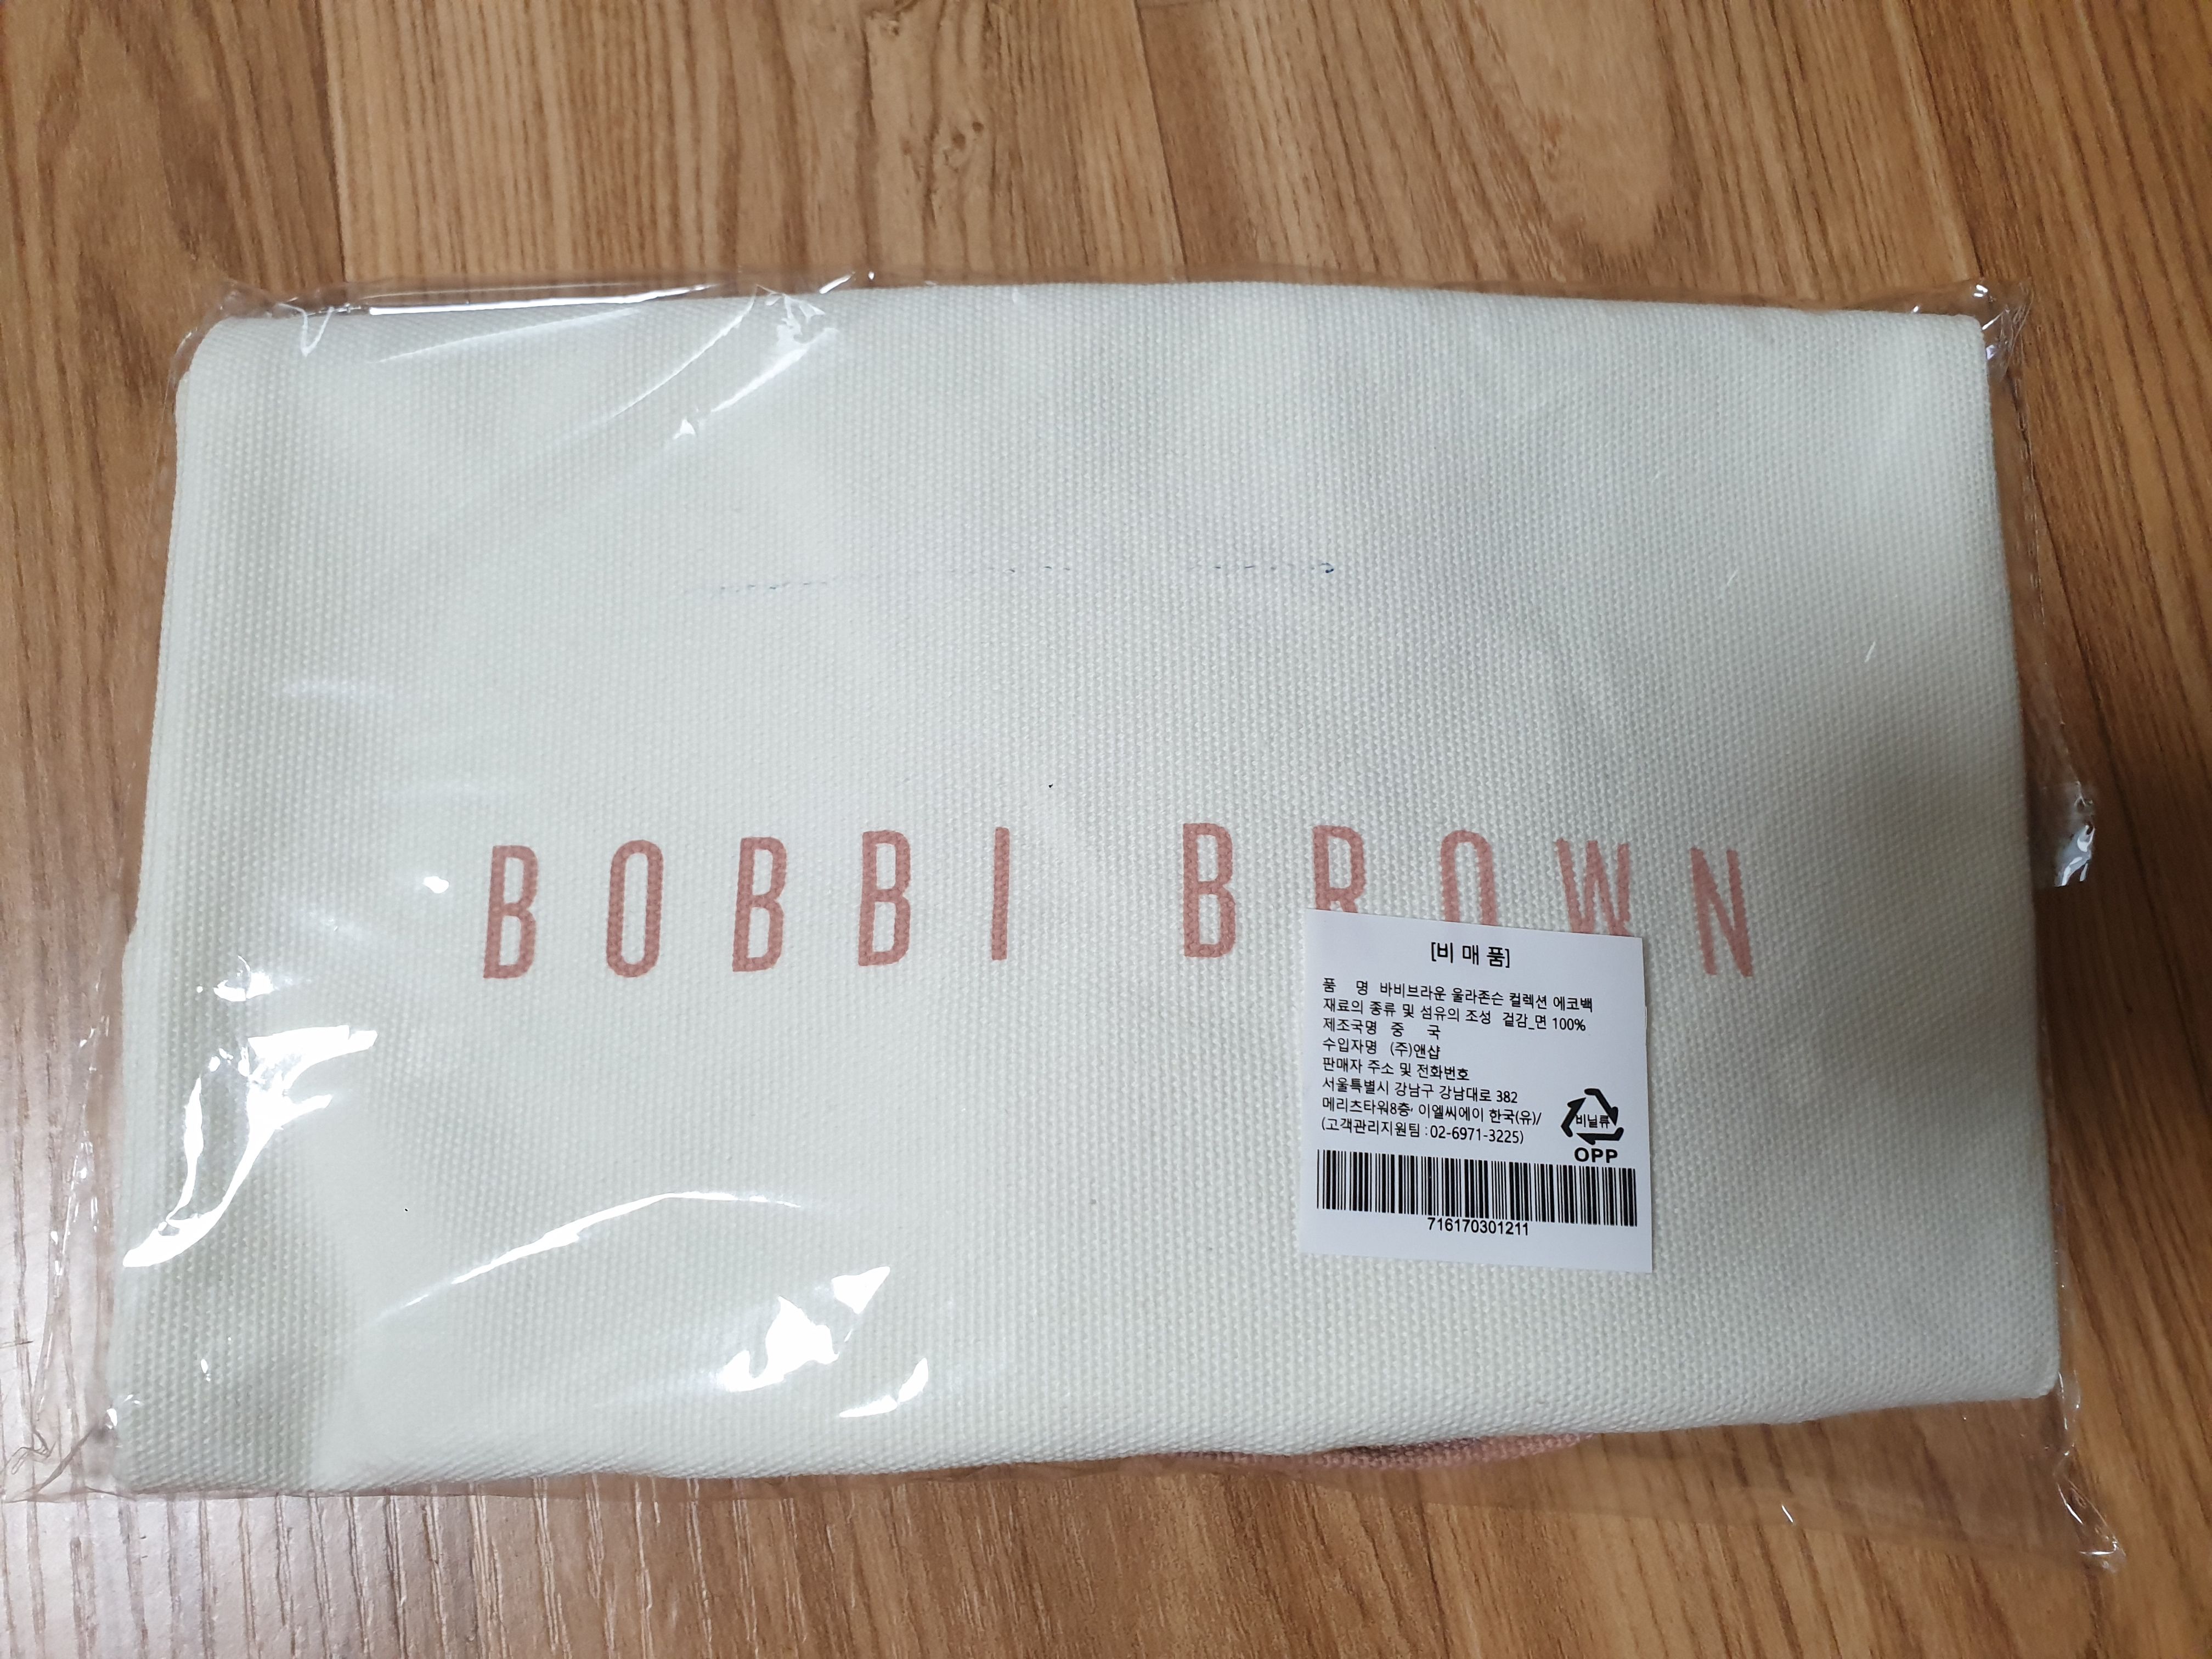 BOBBI BROWN
[비매품]
품 명 바비브라운 울라존슨 컬렉션 에코백
재료의 종류 및 섬유의 조성 겉감_면 100%
제조국명 중 국
수입자명 (주)앤샵
판매자 주소 및 전화번호
서울특별시 강남구 강남대로 382
메리츠타워8층, 이엘씨에이 한국(유)/
(고객관리지원팀 : 02-6971-3225)
비닐류
OPP
716170301211